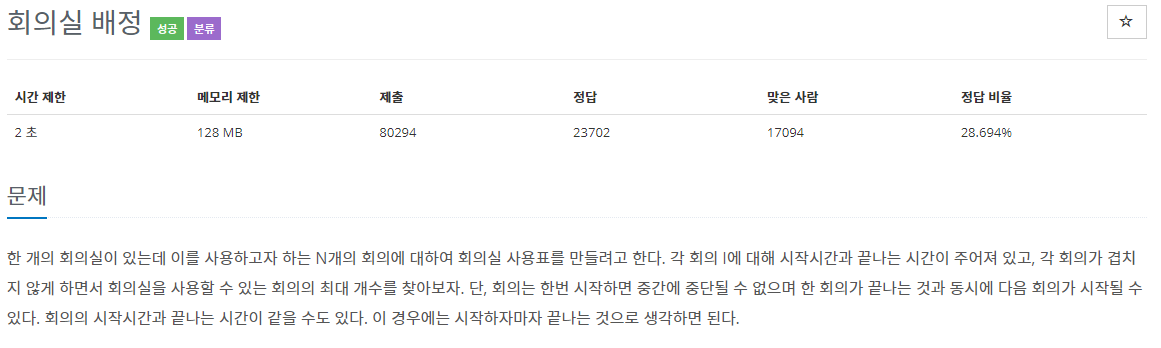 회의실 배정 성공 분류
☆
시간 제한 메모리 제한 제출 정답 맞은 사람 정답 비율
2 초 128 MB 80294 23702 17094 28.694%
문제
한 개의 회의실이 있는데 이를 사용하고자 하는 N개의 회의에 대하여 회의실 사용표를 만들려고 한다. 각 회의 I에 대해 시작시간과 끝나는 시간이 주어져 있고, 각 회의가 겹치
지 않게 하면서 회의실을 사용할 수 있는 회의의 최대 개수를 찾아보자. 단, 회의는 한번 시작하면 중간에 중단될 수 없으며 한 회의가 끝나는 것과 동시에 다음 회의가 시작될 수
있다. 회의의 시작시간과 끝나는 시간이 같을 수도 있다. 이 경우에는 시작하자마자 끝나는 것으로 생각하면 된다.